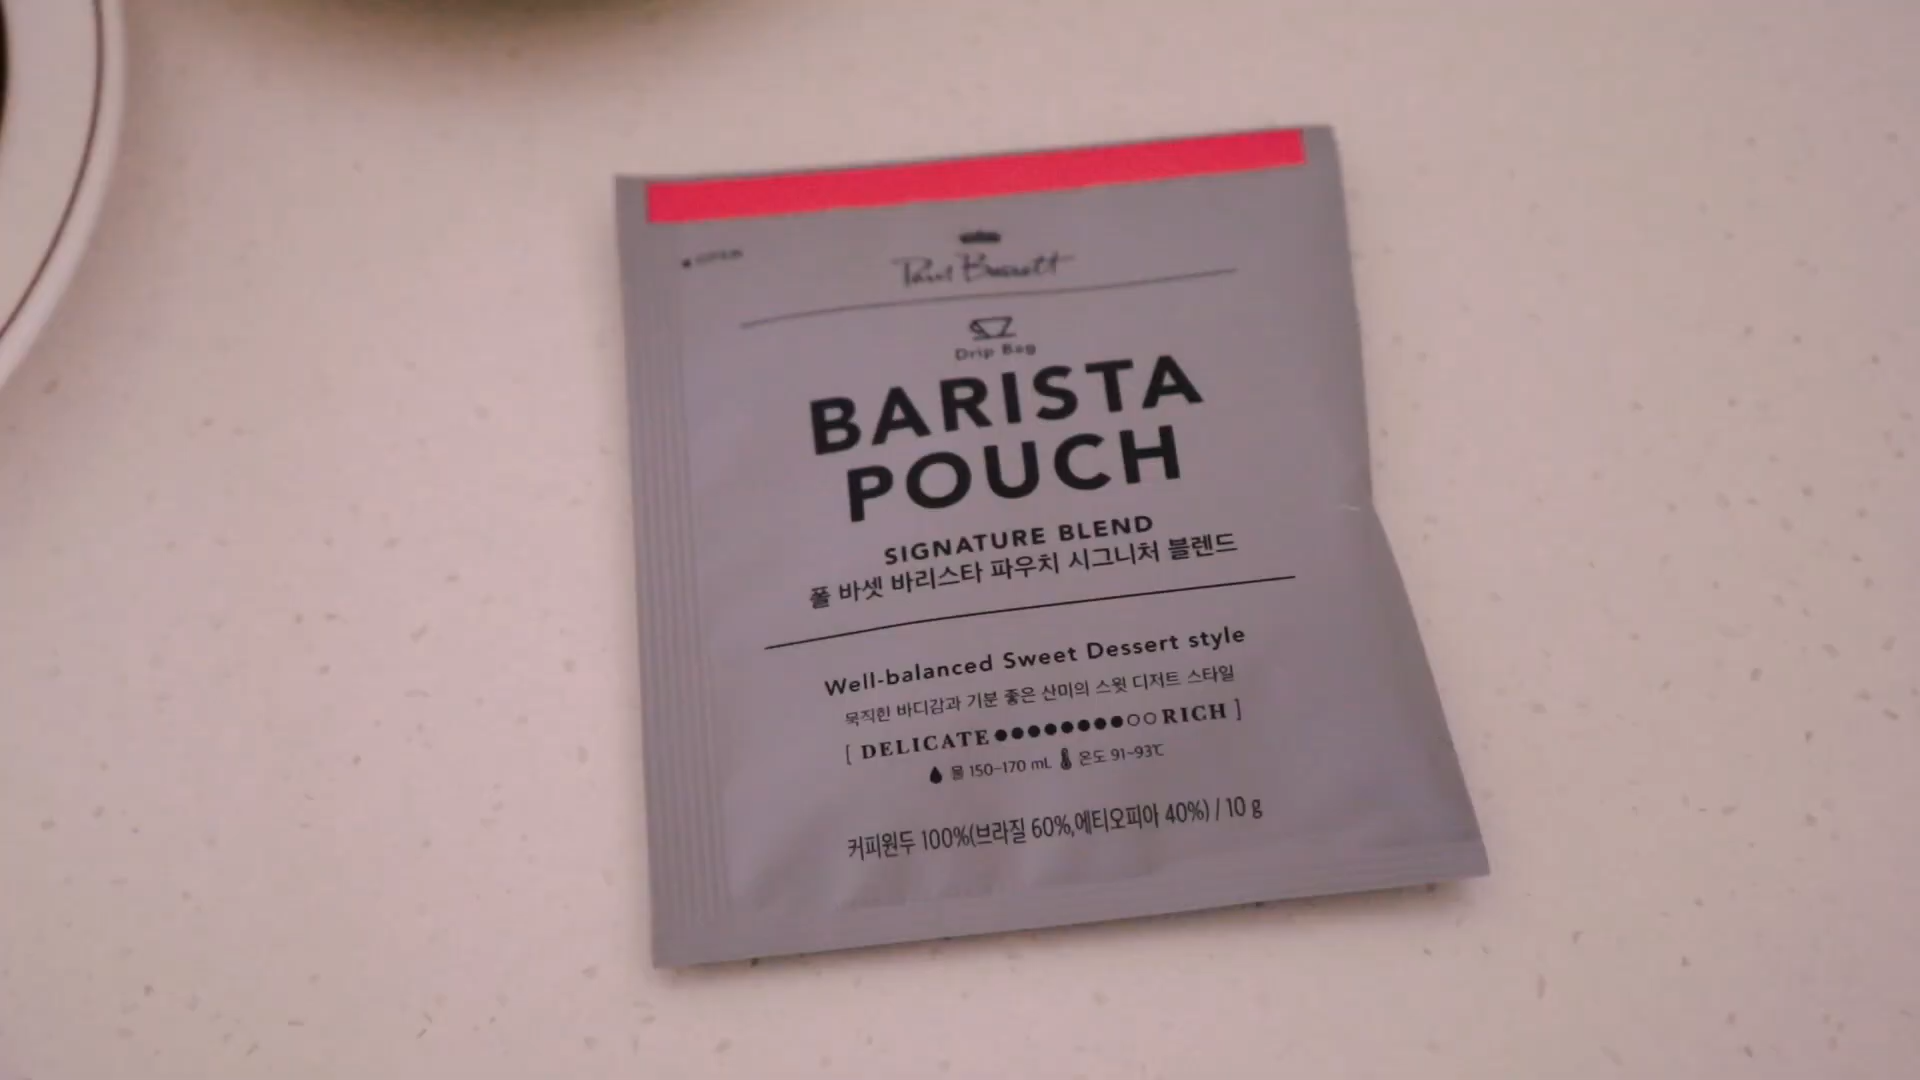 Paul Bassett
Drip Bag
BARISTA
POUCH
SIGNATURE BLEND
폴 바셋 바리스타 파우치 시그니처 블렌드
Well-balanced Sweet Dessert style
묵직한 바디감과 기분 좋은 산미의 스윗 디저트 스타일
[ DELICATE●●●●●●●●○○RICH ]
물 150~170 mL 온도 91~93℃
커피원두 100%(브라질 60%,에티오피아 40%) / 10 g